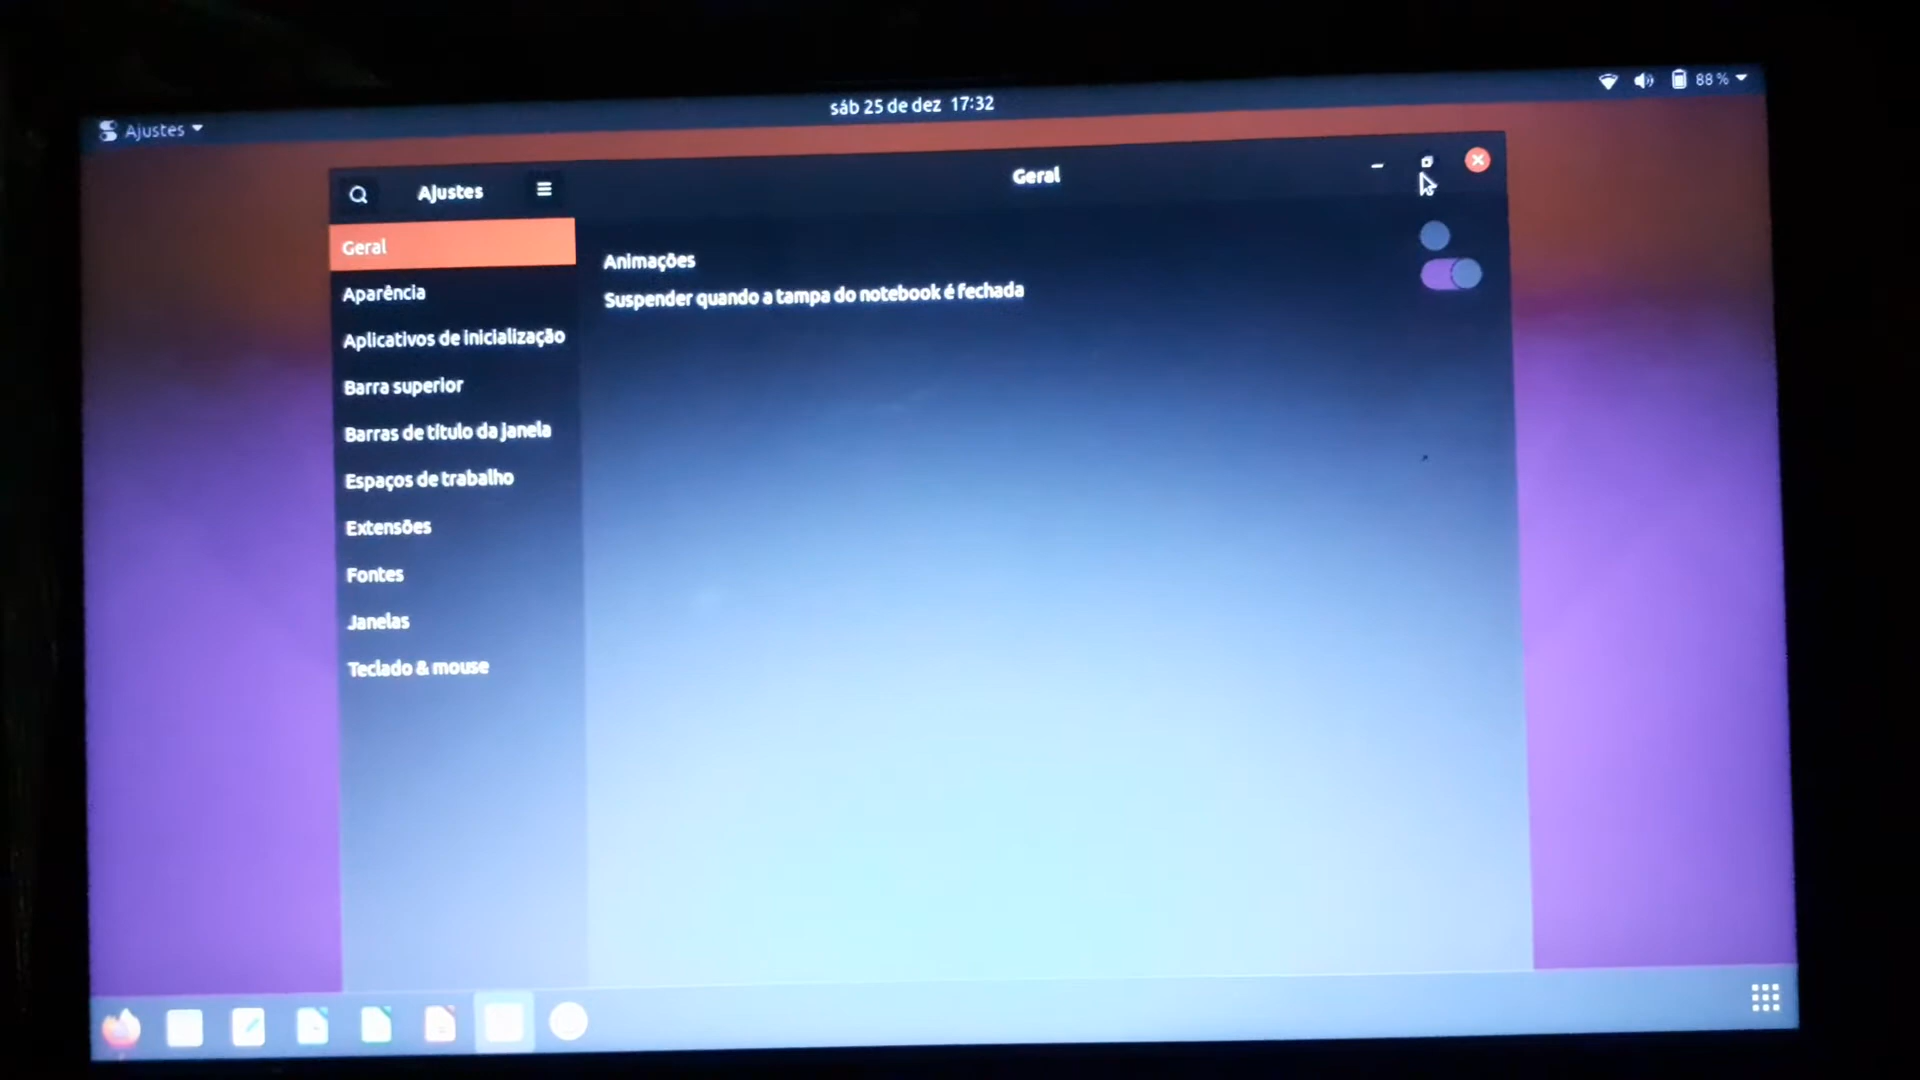 Ajustes
sáb 25 de dez 17:32
88 %
Ajustes
Geral
Geral
Aparência
Aplicativos de inicialização
Barra superior
Barras de título da janela
Espaços de trabalho
Extensões
Fontes
Janelas
Teclado & mouse
Animações
Suspender quando a tampa do notebook é fechada